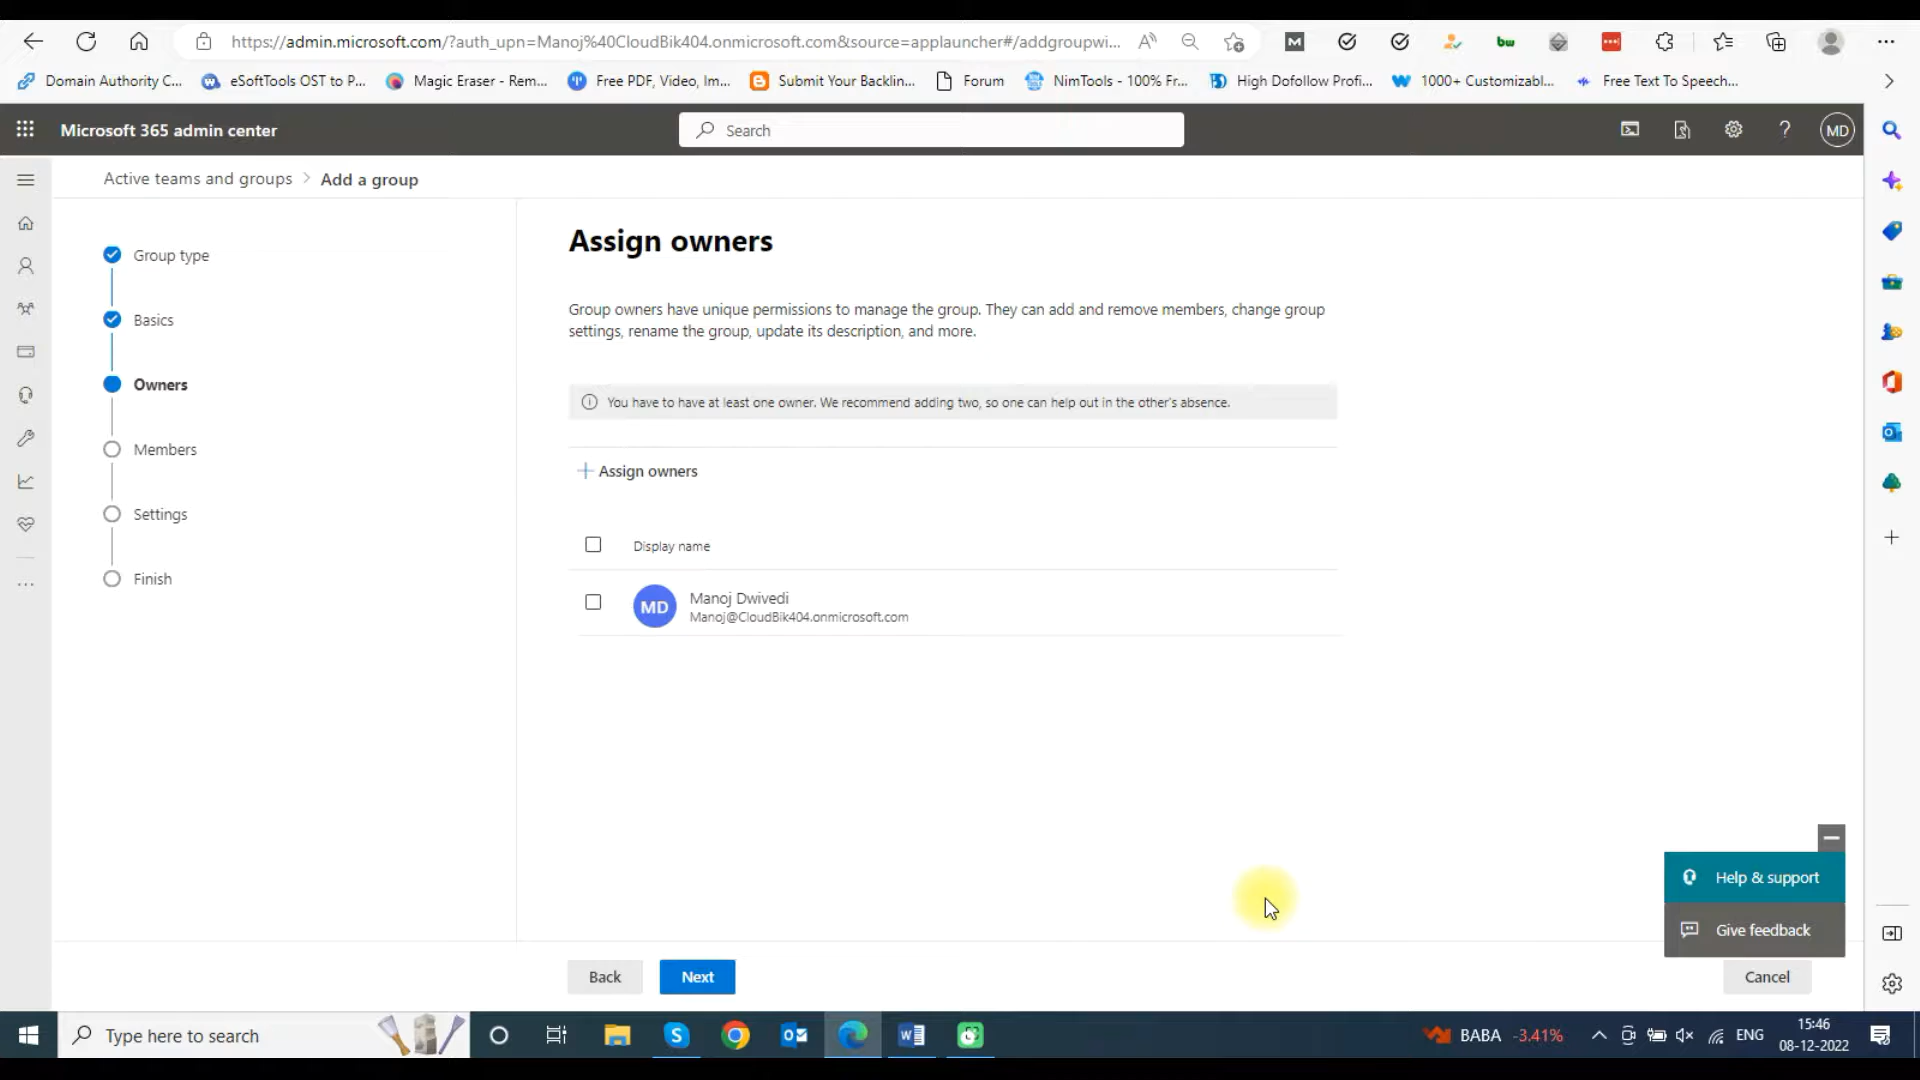 https://admin.microsoft.com/?auth_upn=Manoj%40CloudBik404.onmicrosoft.com&source=applauncher#/addgroupwi...
Domain Authority C...
eSoftTools OST to P...
Magic Eraser - Rem...
Free PDF, Video, Im...
Submit Your Backlin...
Forum
NimTools - 100% Fr...
High Dofollow Profi...
1000+ Customizabl...
Free Text To Speech...
Microsoft 365 admin center
Search
MD
Active teams and groups > Add a group
Group type
Basics
Owners
Members
Settings
Finish
Assign owners
Group owners have unique permissions to manage the group. They can add and remove members, change group
settings, rename the group, update its description, and more.
You have to have at least one owner. We recommend adding two, so one can help out in the other's absence.
+ Assign owners
Display name
MD
Manoj Dwivedi
Manoj@CloudBik404.onmicrosoft.com
Help & support
Give feedback
Back
Next
Cancel
Type here to search
BABA -3.41%
ENG
15:46
08-12-2022